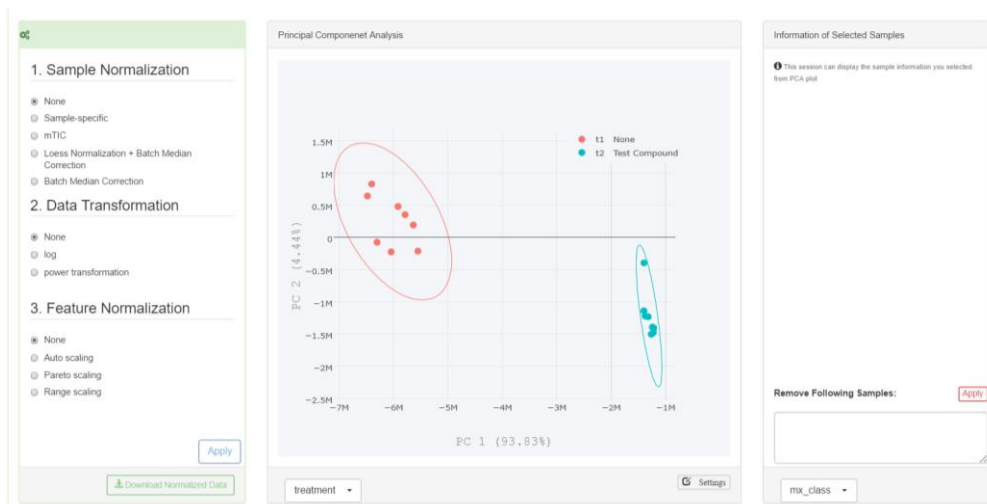 1. Sample Normalization
None
Sample-specific
mTIC
Loess Normalization + Batch Median
Correction
Batch Median Correction
2. Data Transformation
None
log
power transformation
3. Feature Normalization
None
Auto scaling
Pareto scaling
Range scaling
Apply
Download Normalized Data
Principal Componenet Analysis
t1 None
t2 Test Compound
1.5M
1M
0.5M
0
−0.5M
−1M
−1.5M
−2M
−2.5M
PC 2 (4.44%)
−7M −6M −5M −4M −3M −2M −1M
PC 1 (93.83%)
treatment
Settings
Information of Selected Samples
This session can display the sample information you selected
from PCA plot
Remove Following Samples:
Apply
mx_class